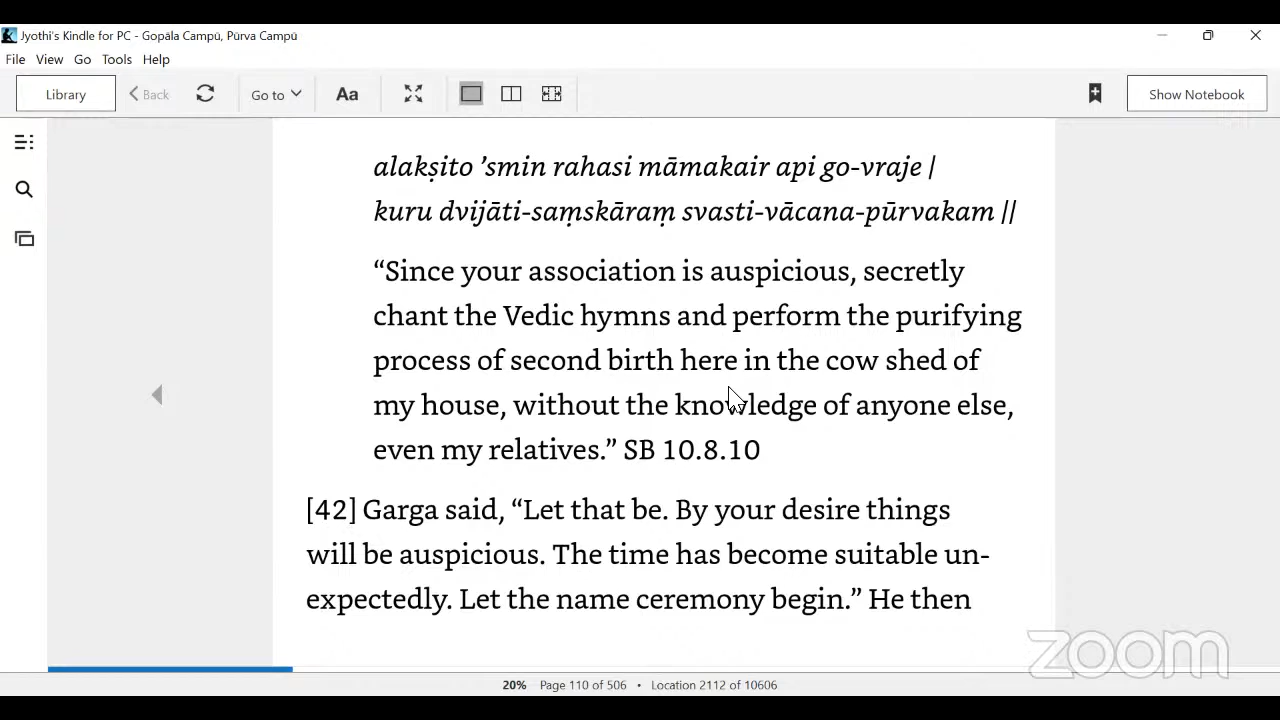 Jyothi's Kindle for PC - Gopāla Campū, Pūrva Campū
File View Go Tools Help
Library Back Go to Aa Show Notebook
alakṣito ’smin rahasi māmakair api go-vraje |
kuru dvijāti-saṃskāraṃ svasti-vācana-pūrvakam ||
“Since your association is auspicious, secretly
chant the Vedic hymns and perform the purifying
process of second birth here in the cow shed of
my house, without the knowledge of anyone else,
even my relatives.” SB 10.8.10
[42] Garga said, “Let that be. By your desire things
will be auspicious. The time has become suitable un-
expectedly. Let the name ceremony begin.” He then
zoom
20% Page 110 of 506 • Location 2112 of 10606